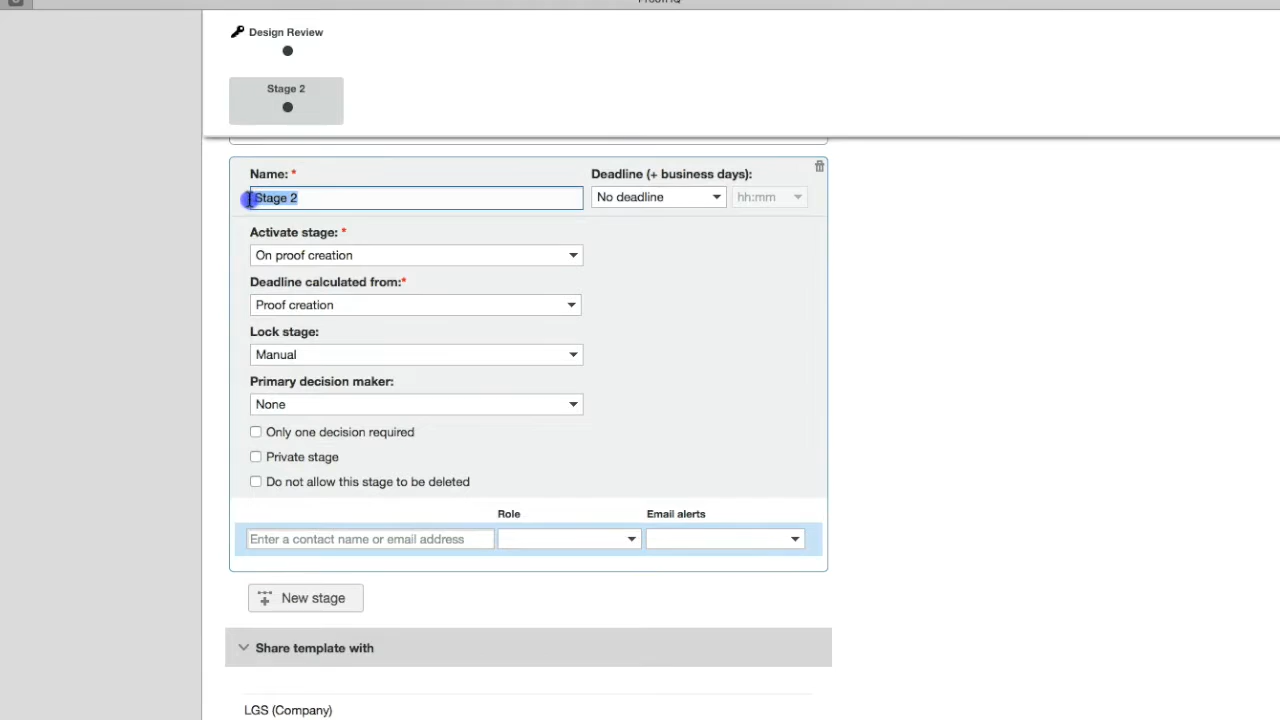 Design Review
Stage 2
Name: *
Deadline (+ business days):
Stage 2
No deadline
hh:mm
Activate stage: *
On proof creation
Deadline calculated from:*
Proof creation
Lock stage:
Manual
Primary decision maker:
None
Only one decision required
Private stage
Do not allow this stage to be deleted
Role
Email alerts
Enter a contact name or email address
New stage
Share template with
LGS (Company)